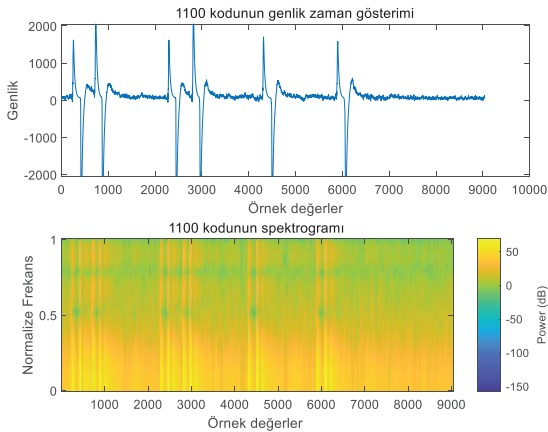 1100 kodunun genlik zaman gösterimi
2000
1000
0
-1000
-2000
Genlik
0 1000 2000 3000 4000 5000 6000 7000 8000 9000 10000
Örnek değerler
1100 kodunun spektrogramı
1
0.5
0
Normalize Frekans
1000 2000 3000 4000 5000 6000 7000 8000 9000
Örnek değerler
50
0
-50
-100
-150
Power (dB)